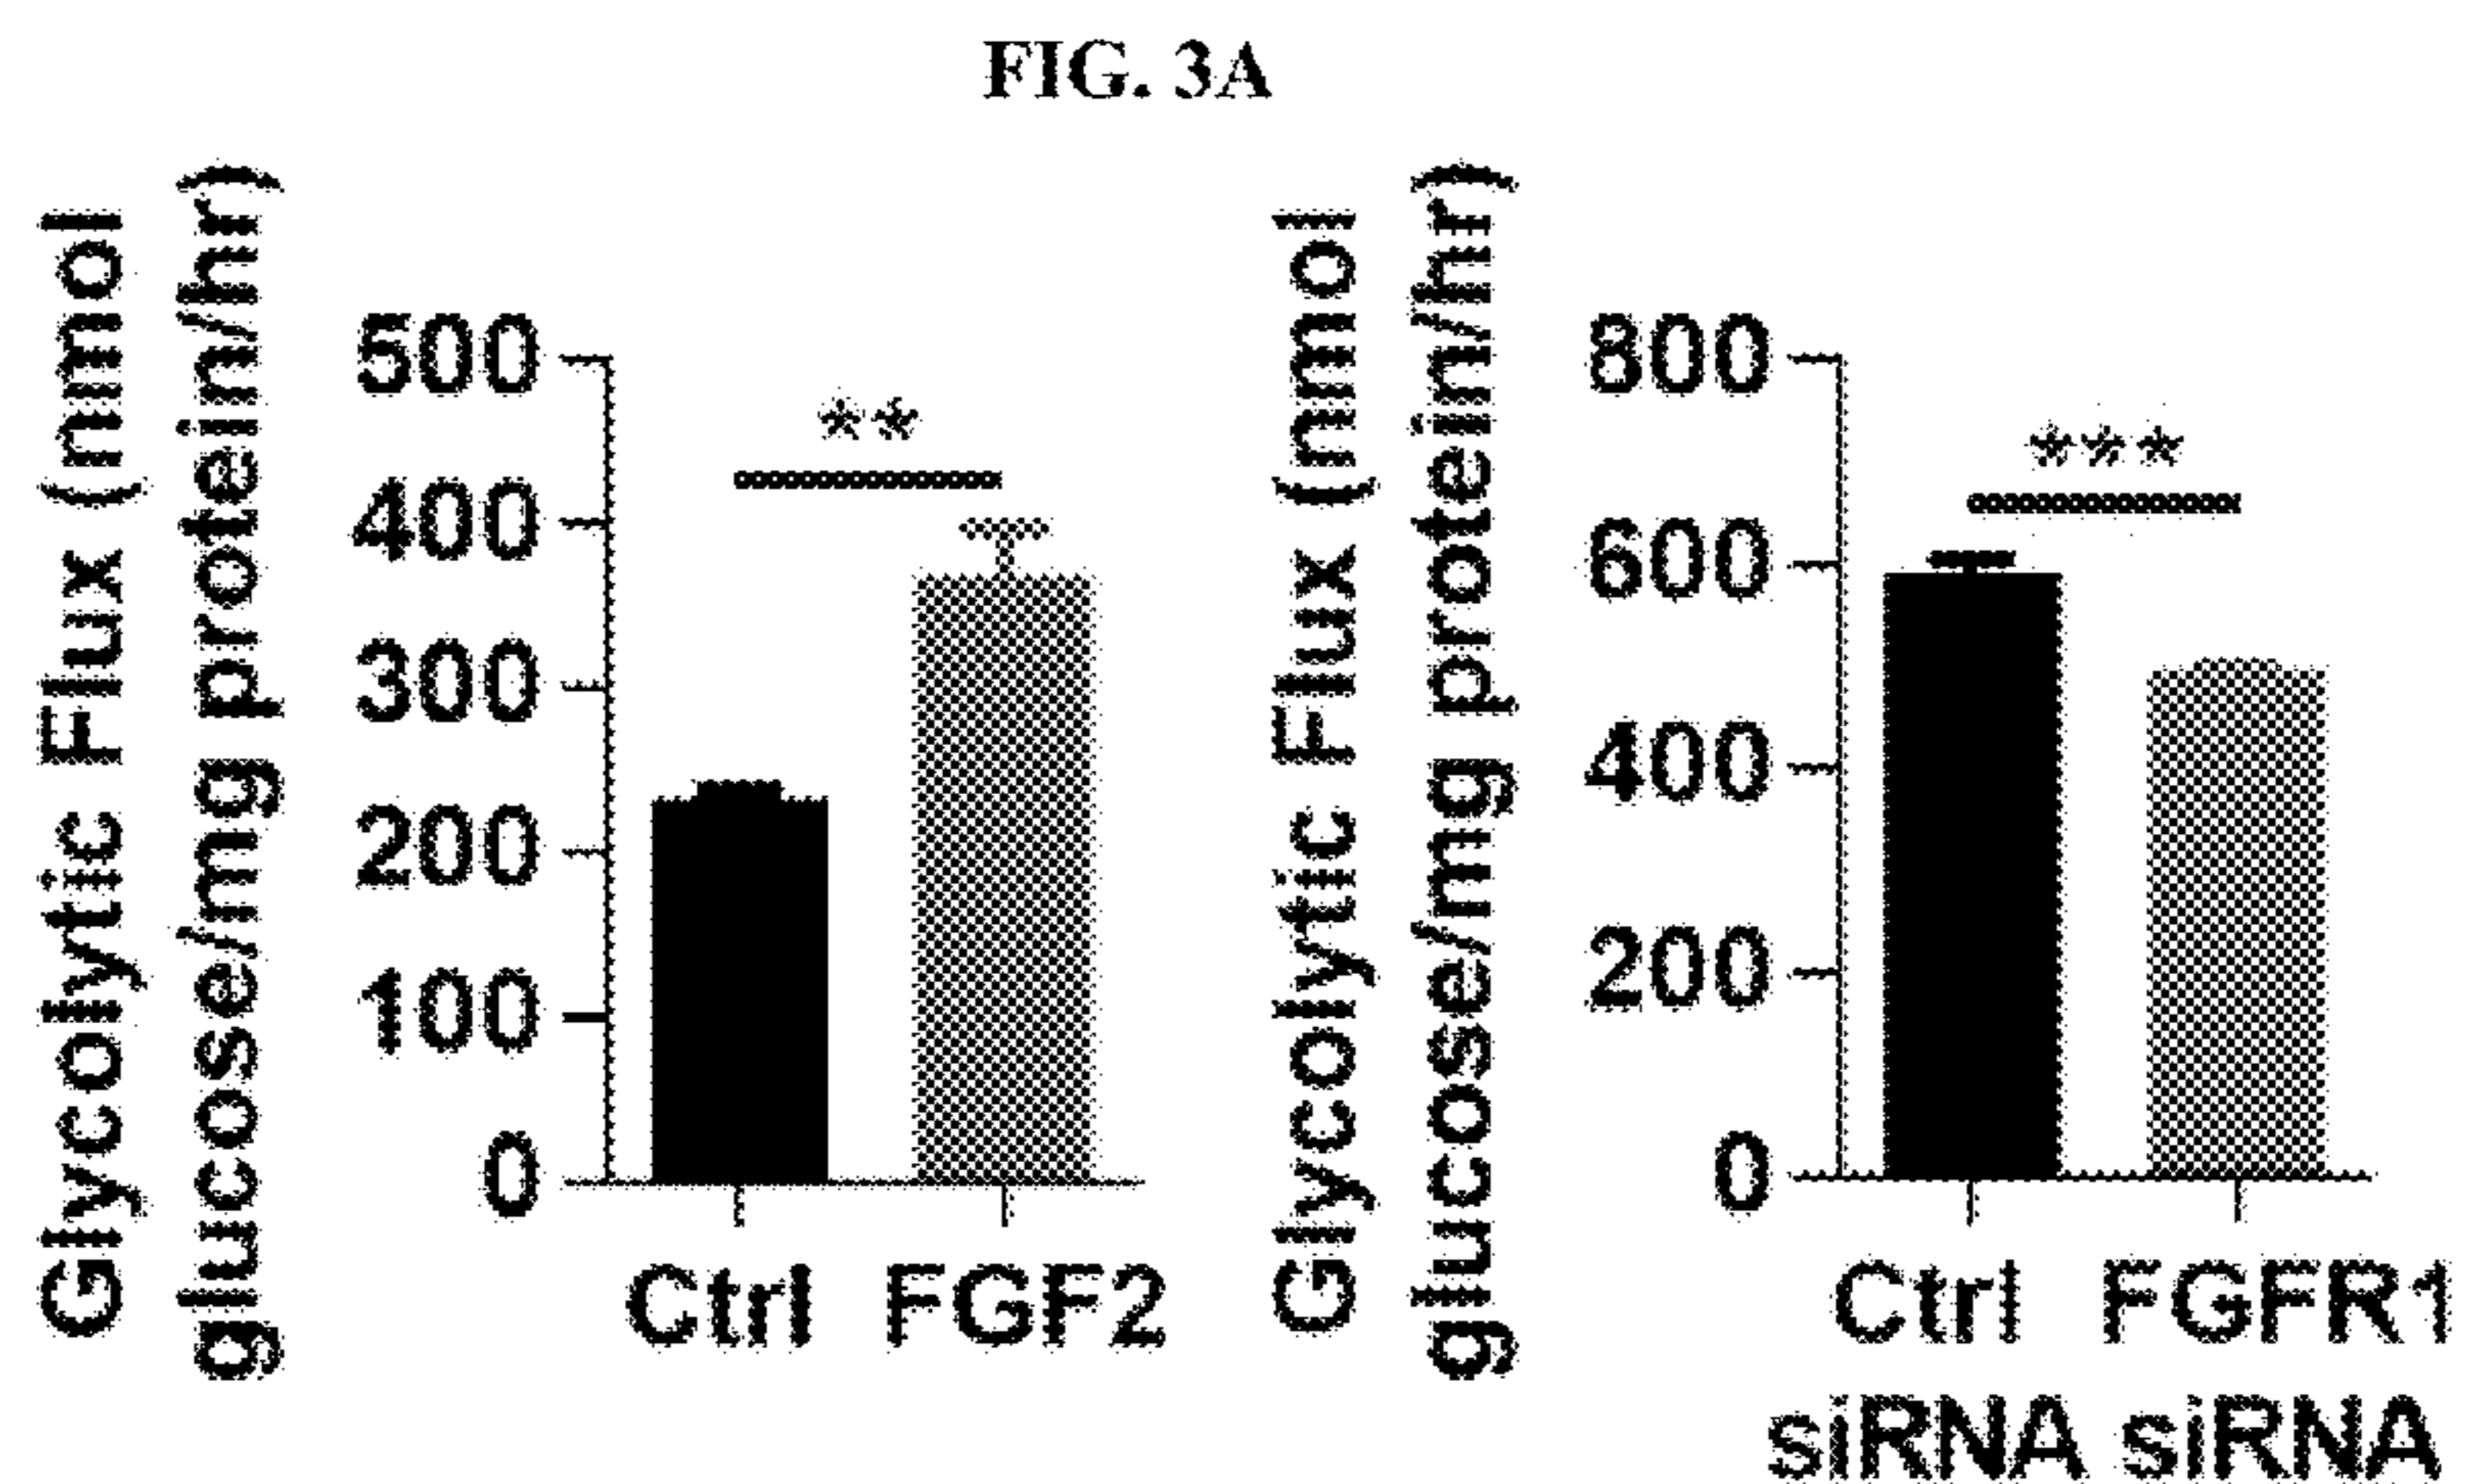 FIG. 3A
Glycolytic Flux (nmol
glucose/mg protein/hr)
500
400
300
200
100
0
**
Ctrl FGF2
Glycolytic Flux (nmol
glucose/mg protein/hr)
800
600
400
200
0
***
Ctrl FGFR1
siRNA siRNA